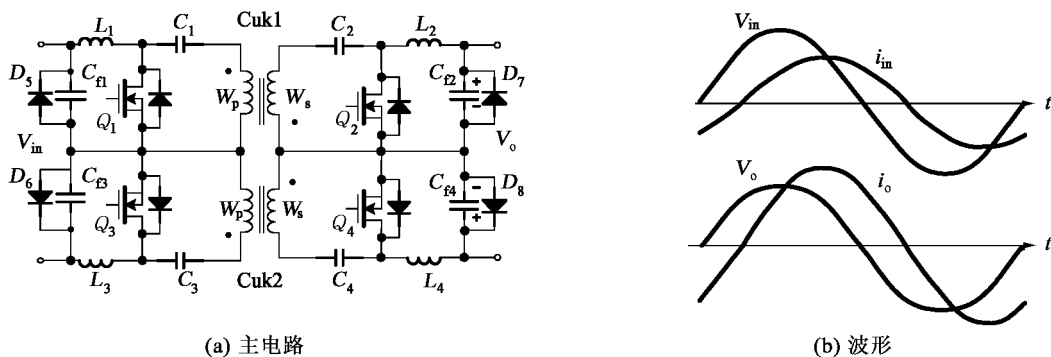 Cuk1
L1
C1
C2
L2
D5
Cf1
Q1
Wp
Ws
Q2
Cf2
+
D7
Vin
Vo
D6
Cf3
Q3
Wp
Ws
Q4
Cf4
-
+
D8
L3
C3
Cuk2
C4
L4
(a) 主电路
Vin
iin
t
Vo
io
t
(b) 波形